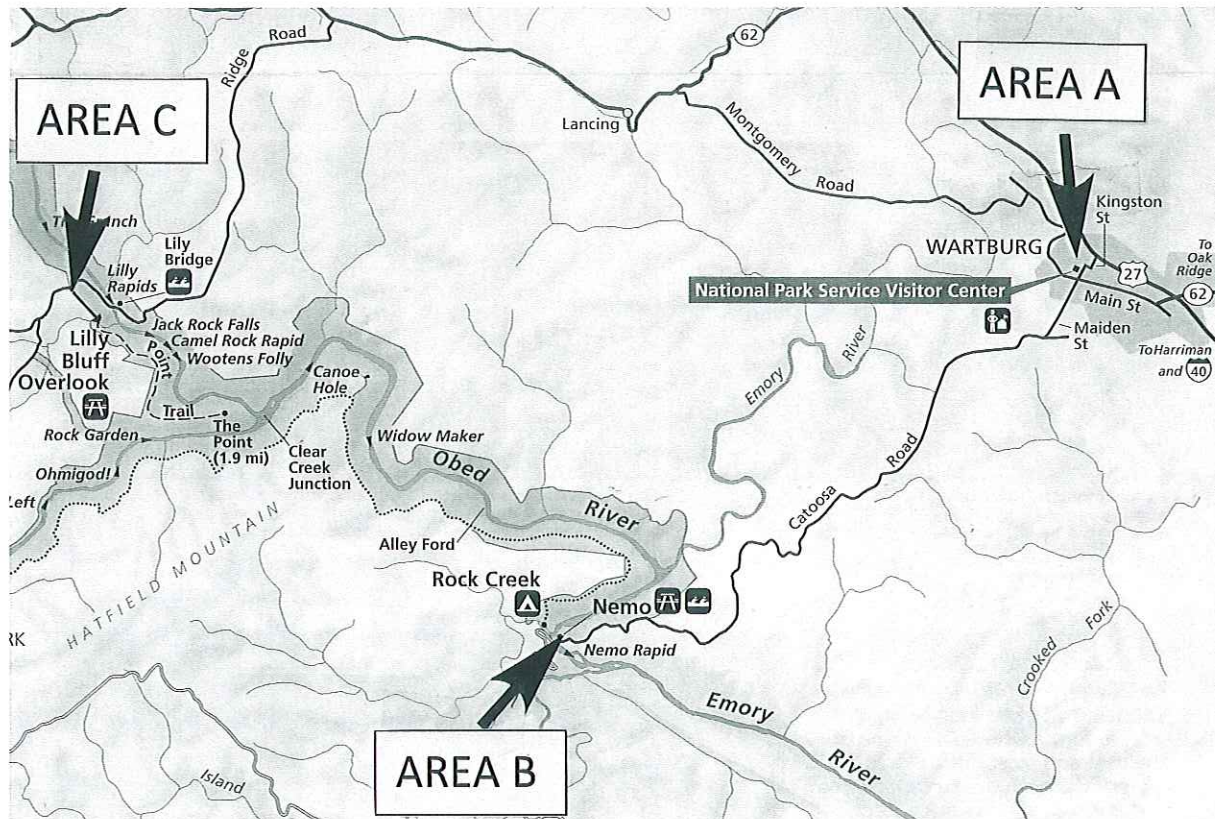 AREA C
Ridge
Road
62
AREA A
Lancing
Montgomery
Road
Kingston
St
WARTBURG
To
Oak
Ridge
27
62
National Park Service Visitor Center
Main St
Maiden
St
To Harriman
and 40
Lily
Bridge
Lilly
Rapids
Jack Rock Falls
Camel Rock Rapid
Wootens Folly
Lilly
Bluff
Overlook
Point
Trail
Canoe
Hole
Rock Garden
The
Point
(1.9 mi)
Clear
Creek
Junction
Ohmigod!
Left
Widow Maker
Obed
River
Emory
River
Catoosa
Road
HATFIELD MOUNTAIN
Alley Ford
Rock Creek
Nemo
Nemo Rapid
RK
Crooked
Fork
Emory
River
AREA B
Island